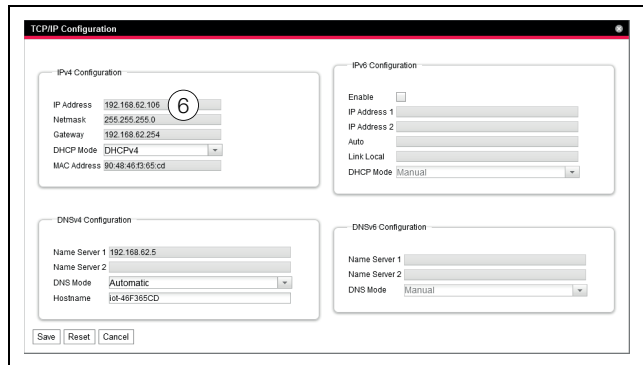 TCP/IP Configuration
IPv4 Configuration
IP Address 192.168.62.106
6
Netmask 255.255.255.0
Gateway 192.168.62.254
DHCP Mode DHCPv4
MAC Address 90:48:46:f3:65:cd
IPv6 Configuration
Enable
IP Address 1
IP Address 2
Auto
Link Local
DHCP Mode Manual
DNSv4 Configuration
Name Server 1 192.168.62.5
Name Server 2
DNS Mode Automatic
Hostname iot-46F365CD
DNSv6 Configuration
Name Server 1
Name Server 2
DNS Mode Manual
Save Reset Cancel